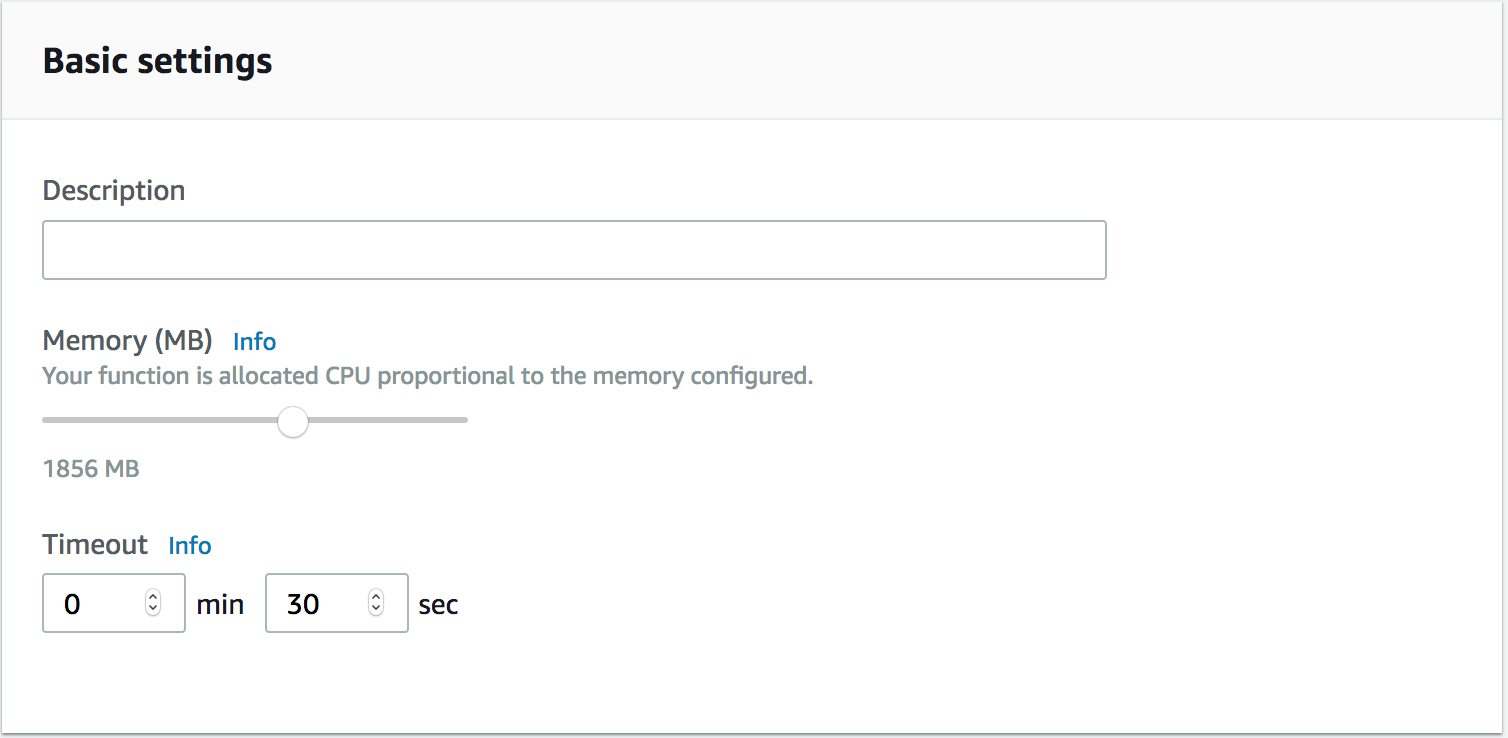 Basic settings
Description
Memory (MB) Info
Your function is allocated CPU proportional to the memory configured.
1856 MB
Timeout Info
0 min 30 sec